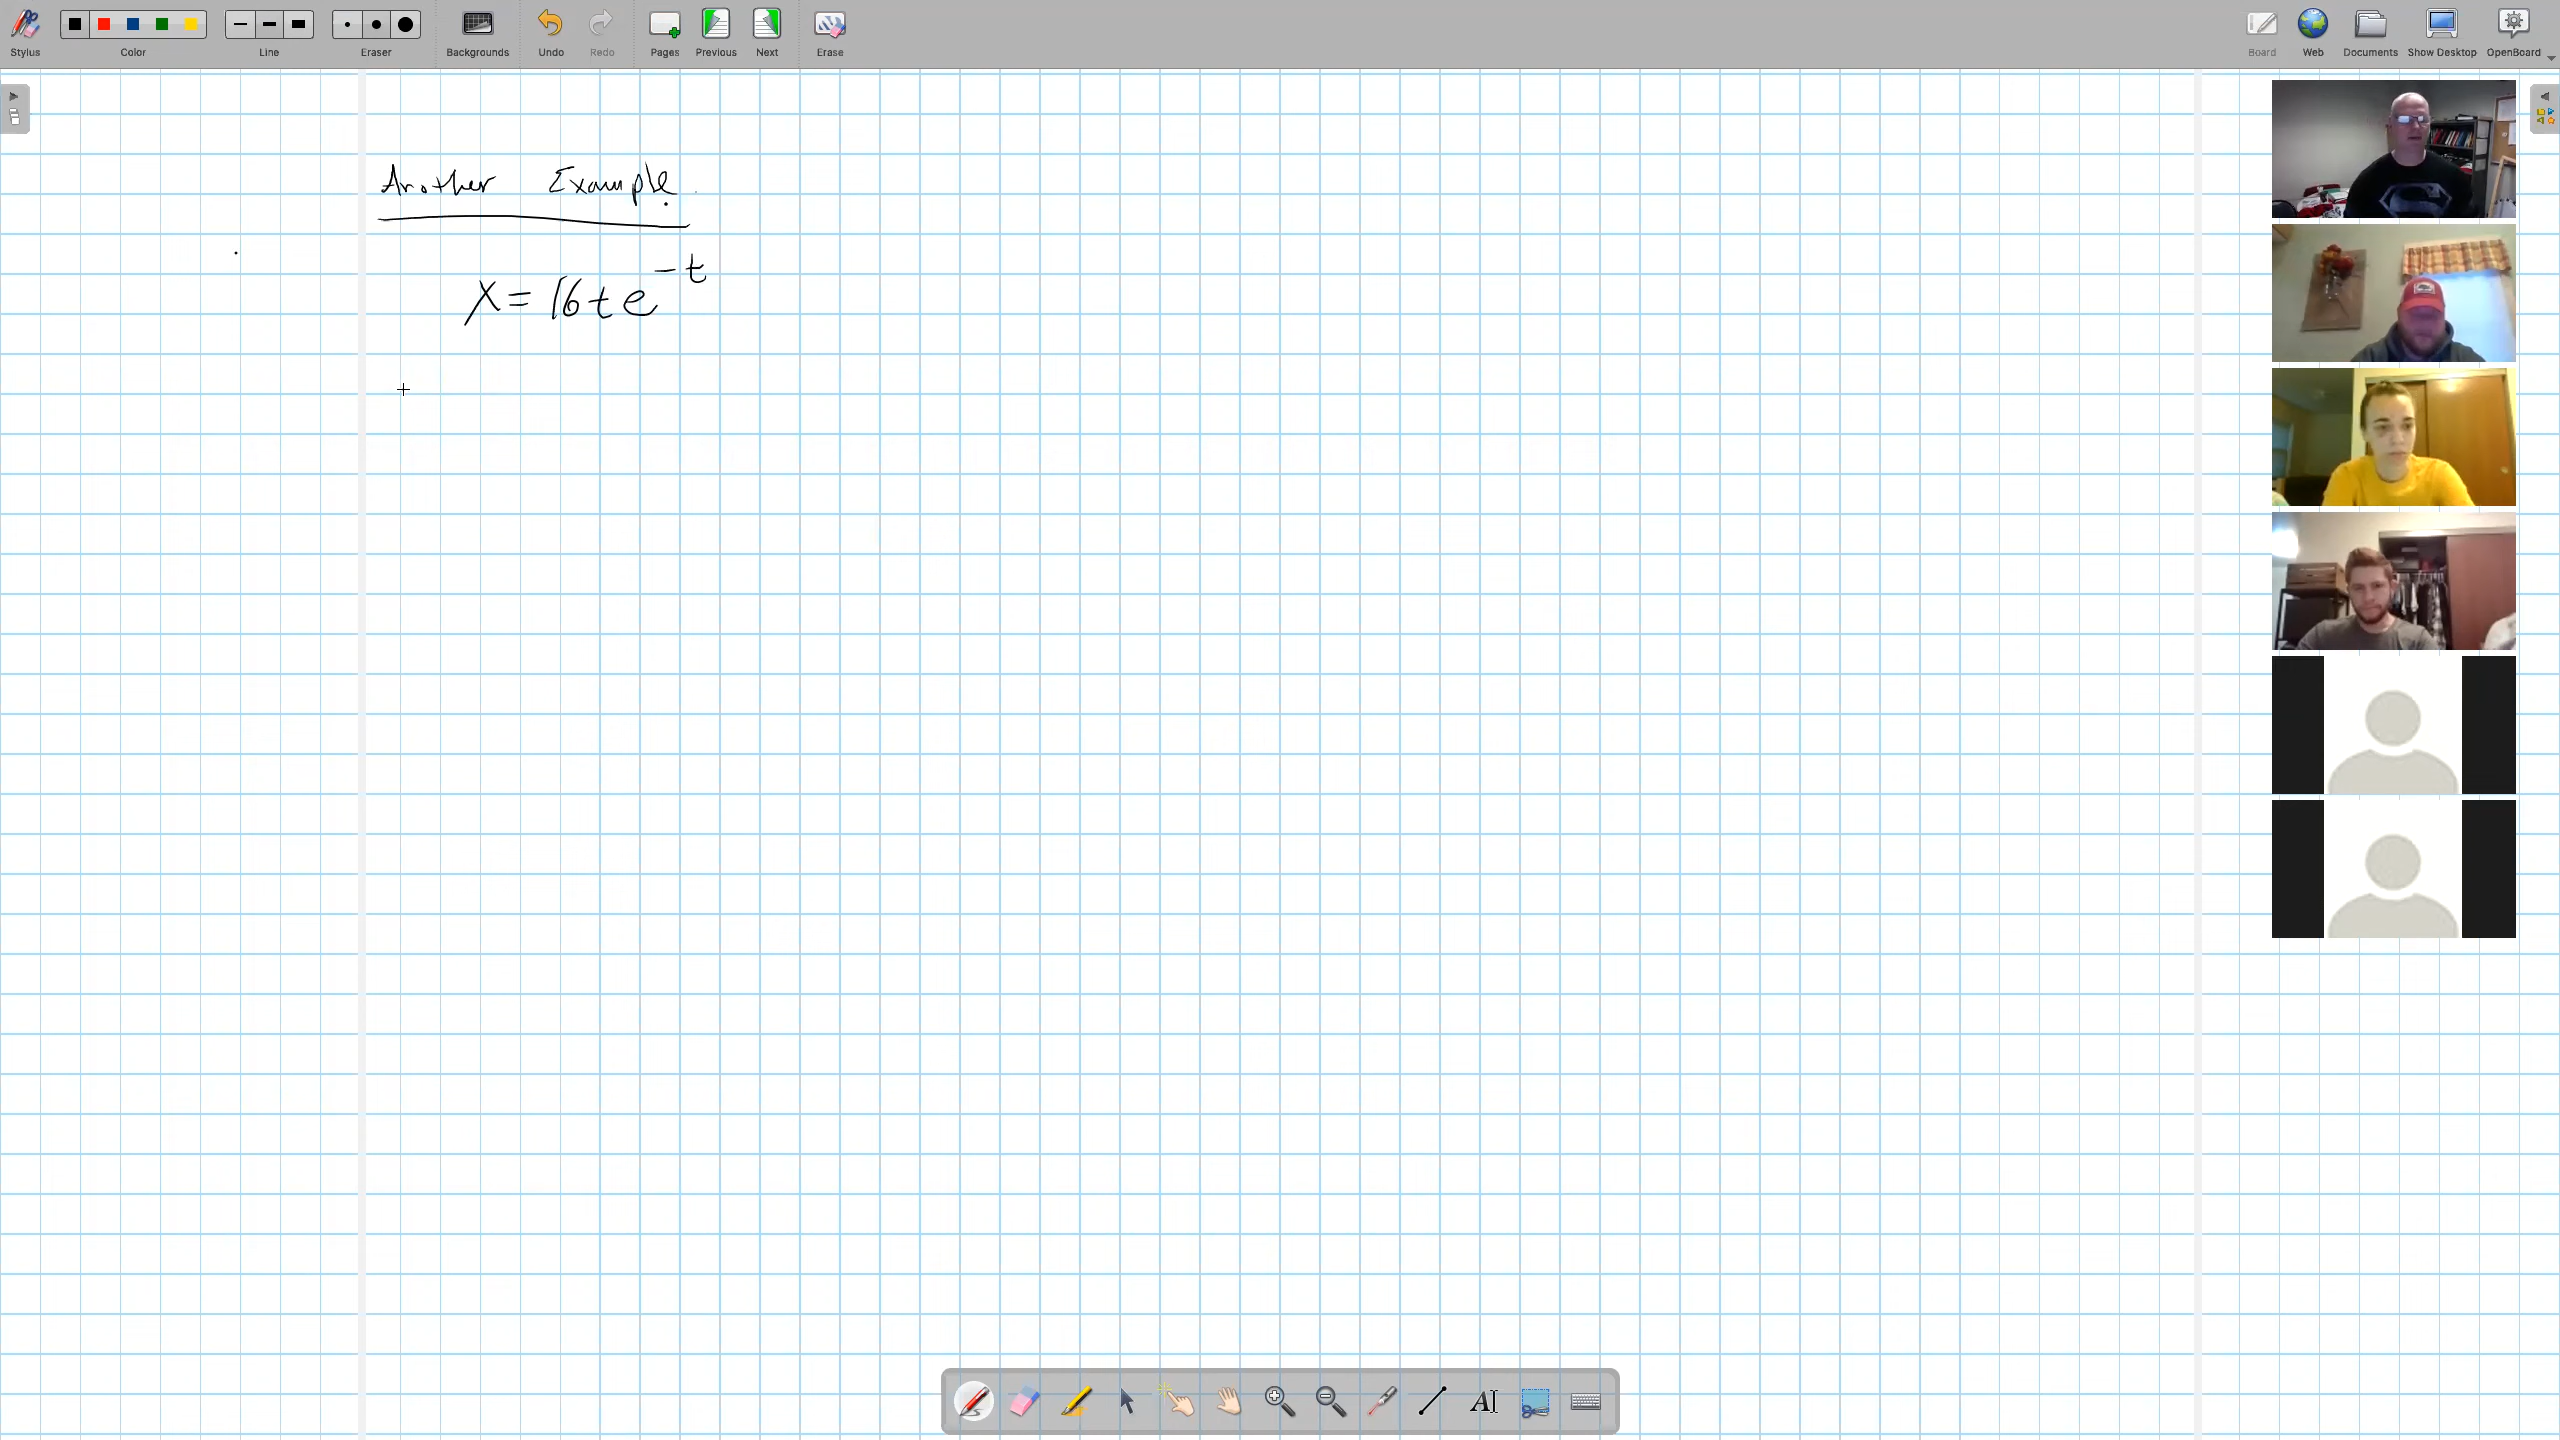 Stylus Color Line Eraser Backgrounds Undo Redo Pages Previous Next Erase Board Web Documents Show Desktop OpenBoard
Another Example
X = 16te^{-t}
AI